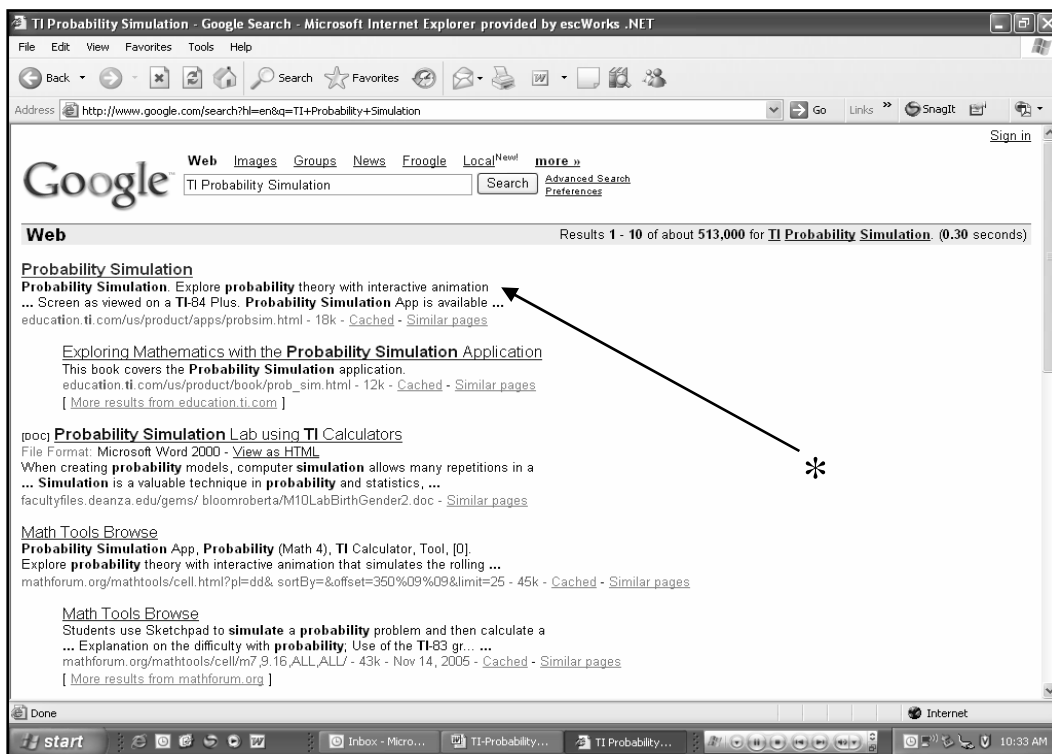 TI Probability Simulation - Google Search - Microsoft Internet Explorer provided by escWorks .NET
File Edit View Favorites Tools Help
Back Search Favorites
Address http://www.google.com/search?hl=en&q=TI+Probability+Simulation Go Links » SnagIt
Sign in
Web Images Groups News Froogle Local New! more »
Google™ TI Probability Simulation Search Advanced Search
Preferences
Web Results 1 - 10 of about 513,000 for TI Probability Simulation. (0.30 seconds)
Probability Simulation
Probability Simulation. Explore probability theory with interactive animation
... Screen as viewed on a TI-84 Plus. Probability Simulation App is available ...
education.ti.com/us/product/apps/probsim.html - 18k - Cached - Similar pages
Exploring Mathematics with the Probability Simulation Application
This book covers the Probability Simulation application.
education.ti.com/us/product/book/prob_sim.html - 12k - Cached - Similar pages
[ More results from education.ti.com ]
*
[DOC] Probability Simulation Lab using TI Calculators
File Format: Microsoft Word 2000 - View as HTML
When creating probability models, computer simulation allows many repetitions in a
... Simulation is a valuable technique in probability and statistics, ...
facultyfiles.deanza.edu/gems/ bloomroberta/M10LabBirthGender2.doc - Similar pages
Math Tools Browse
Probability Simulation App, Probability (Math 4), TI Calculator, Tool, [0].
Explore probability theory with interactive animation that simulates the rolling ...
mathforum.org/mathtools/cell.html?pl=dd& sortBy=&offset=350%09%09&limit=25 - 45k - Cached - Similar pages
Math Tools Browse
Students use Sketchpad to simulate a probability problem and then calculate a
... Explanation on the difficulty with probability; Use of the TI-83 gr... ...
mathforum.org/mathtools/cell/m7,9.16,ALL,ALL/ - 43k - Nov 14, 2005 - Cached - Similar pages
[ More results from mathforum.org ]
Done Internet
start Inbox - Micro... TI-Probability... TI Probability... 10:33 AM